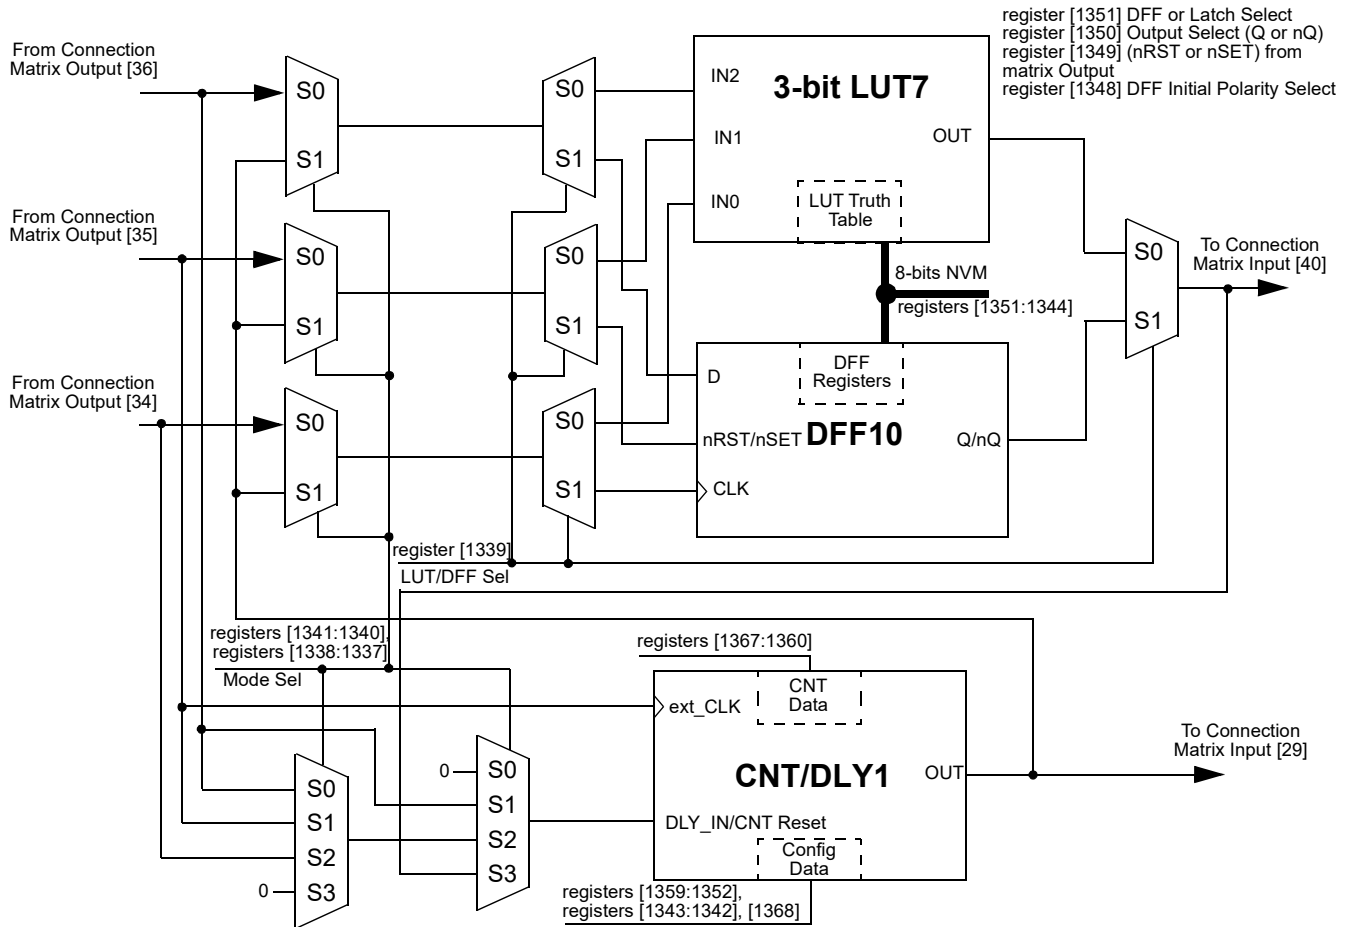 register [1351] DFF or Latch Select
register [1350] Output Select (Q or nQ)
register [1349] (nRST or nSET) from
matrix Output
register [1348] DFF Initial Polarity Select
From Connection
Matrix Output [36]
S0
S1
S0
S1
IN2
3-bit LUT7
IN1
OUT
IN0
LUT Truth
Table
From Connection
Matrix Output [35]
S0
S1
S0
S1
8-bits NVM
registers [1351:1344]
S0
S1
To Connection
Matrix Input [40]
From Connection
Matrix Output [34]
S0
S1
S0
S1
D
DFF
Registers
nRST/nSET
DFF10
Q/nQ
CLK
register [1339]
LUT/DFF Sel
registers [1341:1340],
registers [1338:1337]
Mode Sel
registers [1367:1360]
CNT
Data
ext_CLK
CNT/DLY1
OUT
To Connection
Matrix Input [29]
DLY_IN/CNT Reset
Config
Data
S0
S1
S2
S3
0
0
S0
S1
S2
S3
registers [1359:1352],
registers [1343:1342], [1368]